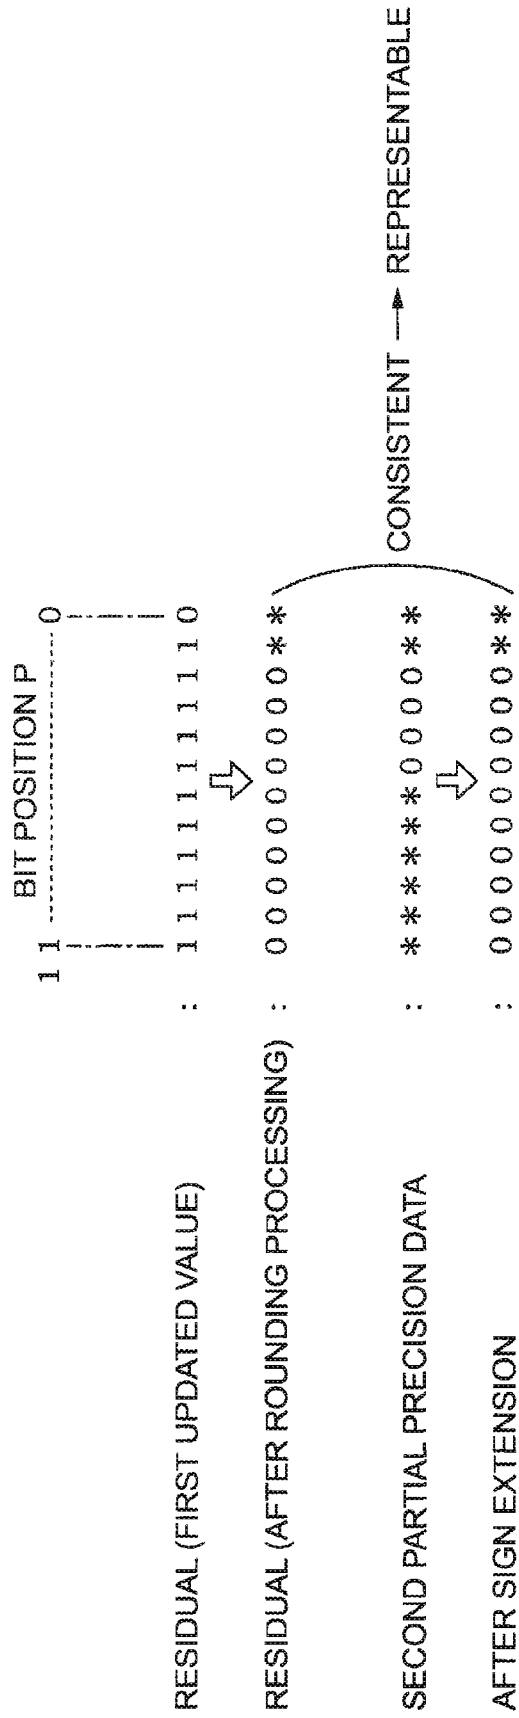 BIT POSITION P
11 0
RESIDUAL (FIRST UPDATED VALUE) : 1 1 1 1 1 1 1 1 1 1 1 0
RESIDUAL (AFTER ROUNDING PROCESSING) : 0 0 0 0 0 0 0 0 0 0 * *
SECOND PARTIAL PRECISION DATA : * * * * * * 0 0 0 0 * *
CONSISTENT → REPRESENTABLE
AFTER SIGN EXTENSION : 0 0 0 0 0 0 0 0 0 0 * *